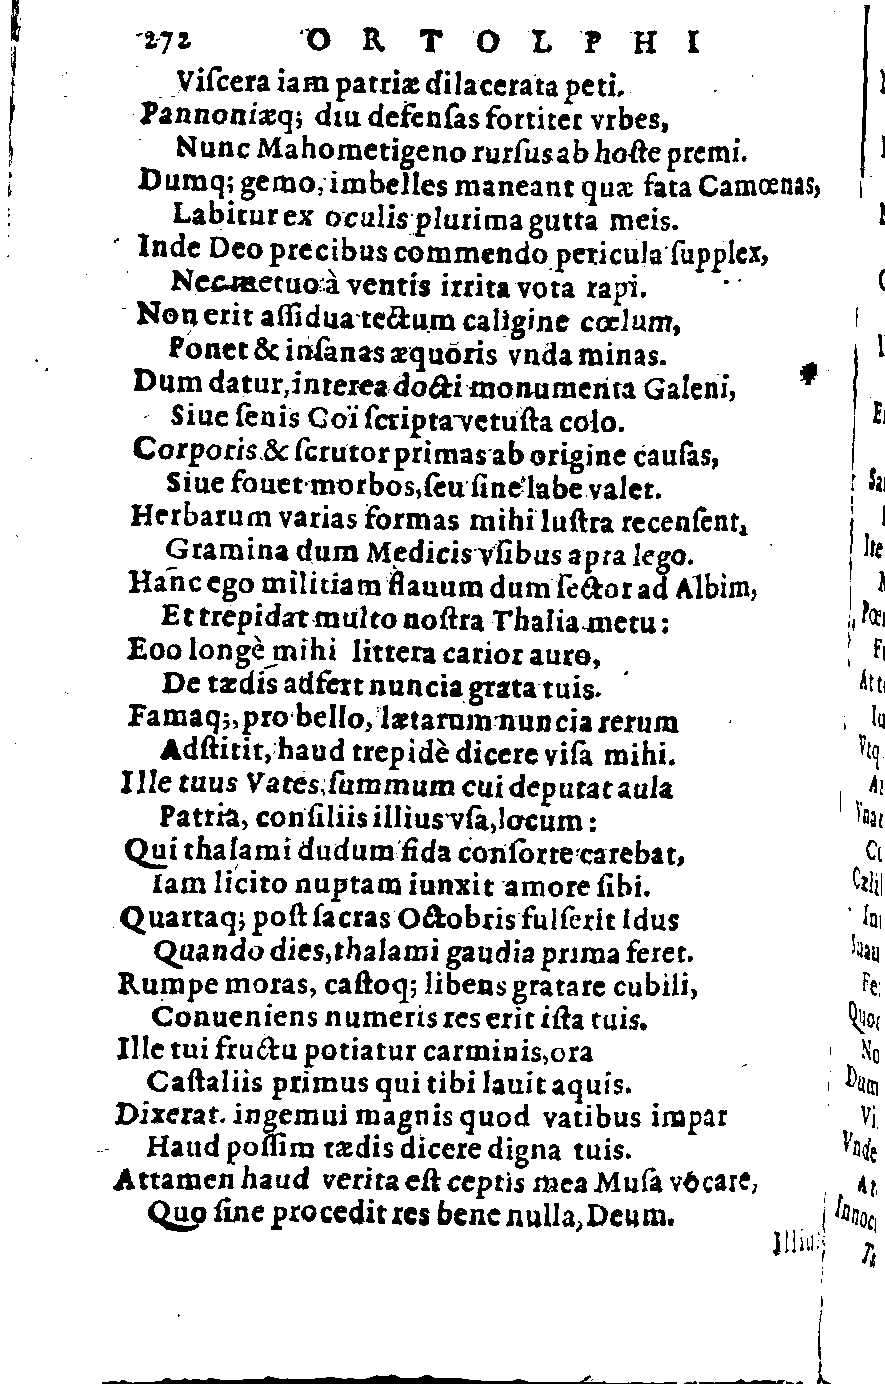 272 ORTOLPHI
Viſcera iam patriæ dilacerata peti.
Pannoniæq; diu defenſas fortiter vrbes,
Nunc Mahometigeno rurſus ab hoſte premi.
Dumq; gemo, imbelles maneant quæ fata Camœnas,
Labitur ex oculis plurima gutta meis.
Inde Deo precibus commendo pericula ſupplex,
Nec metuo à ventis irrita vota rapi.
Non erit aſſidua tectum caligine cœlum,
Ponet & inſanas æquoris vnda minas.
Dum datur, interea docti monumenta Galeni,
Siue ſenis Coï ſcripta vetuſta colo.
Corporis & ſcrutor primas ab origine cauſas,
Siue fouet morbos, ſeu ſine labe valet.
Herbarum varias formas mihi luſtra recenſent,
Gramina dum Medicis vſibus apta lego.
Hanc ego militiam flauum dum ſector ad Albim,
Et trepidat multo noſtra Thalia metu:
Eoo longè mihi littera carior auro,
De tædis adfert nuncia grata tuis.
Famaq;, pro bello, lætarum nuncia rerum
Adſtitit, haud trepidè dicere viſa mihi.
Ille tuus Vates, ſummum cui deputat aula
Patria, conſiliis illius vſa, locum:
Qui thalami dudum fida conſorte carebat,
Iam licito nuptam iunxit amore ſibi.
Quartaq; poſt ſacras Octobris fulſerit Idus
Quando dies, thalami gaudia prima feret.
Rumpe moras, caſtoq; libens gratare cubili,
Conueniens numeris res erit iſta tuis.
Ille tui fructu potiatur carminis, ora
Caſtaliis primus qui tibi lauit aquis.
Dixerat. ingemui magnis quod vatibus impar
Haud poſſim tædis dicere digna tuis.
Attamen haud verita eſt ceptis mea Muſa vocare,
Quo ſine procedit res bene nulla, Deum.